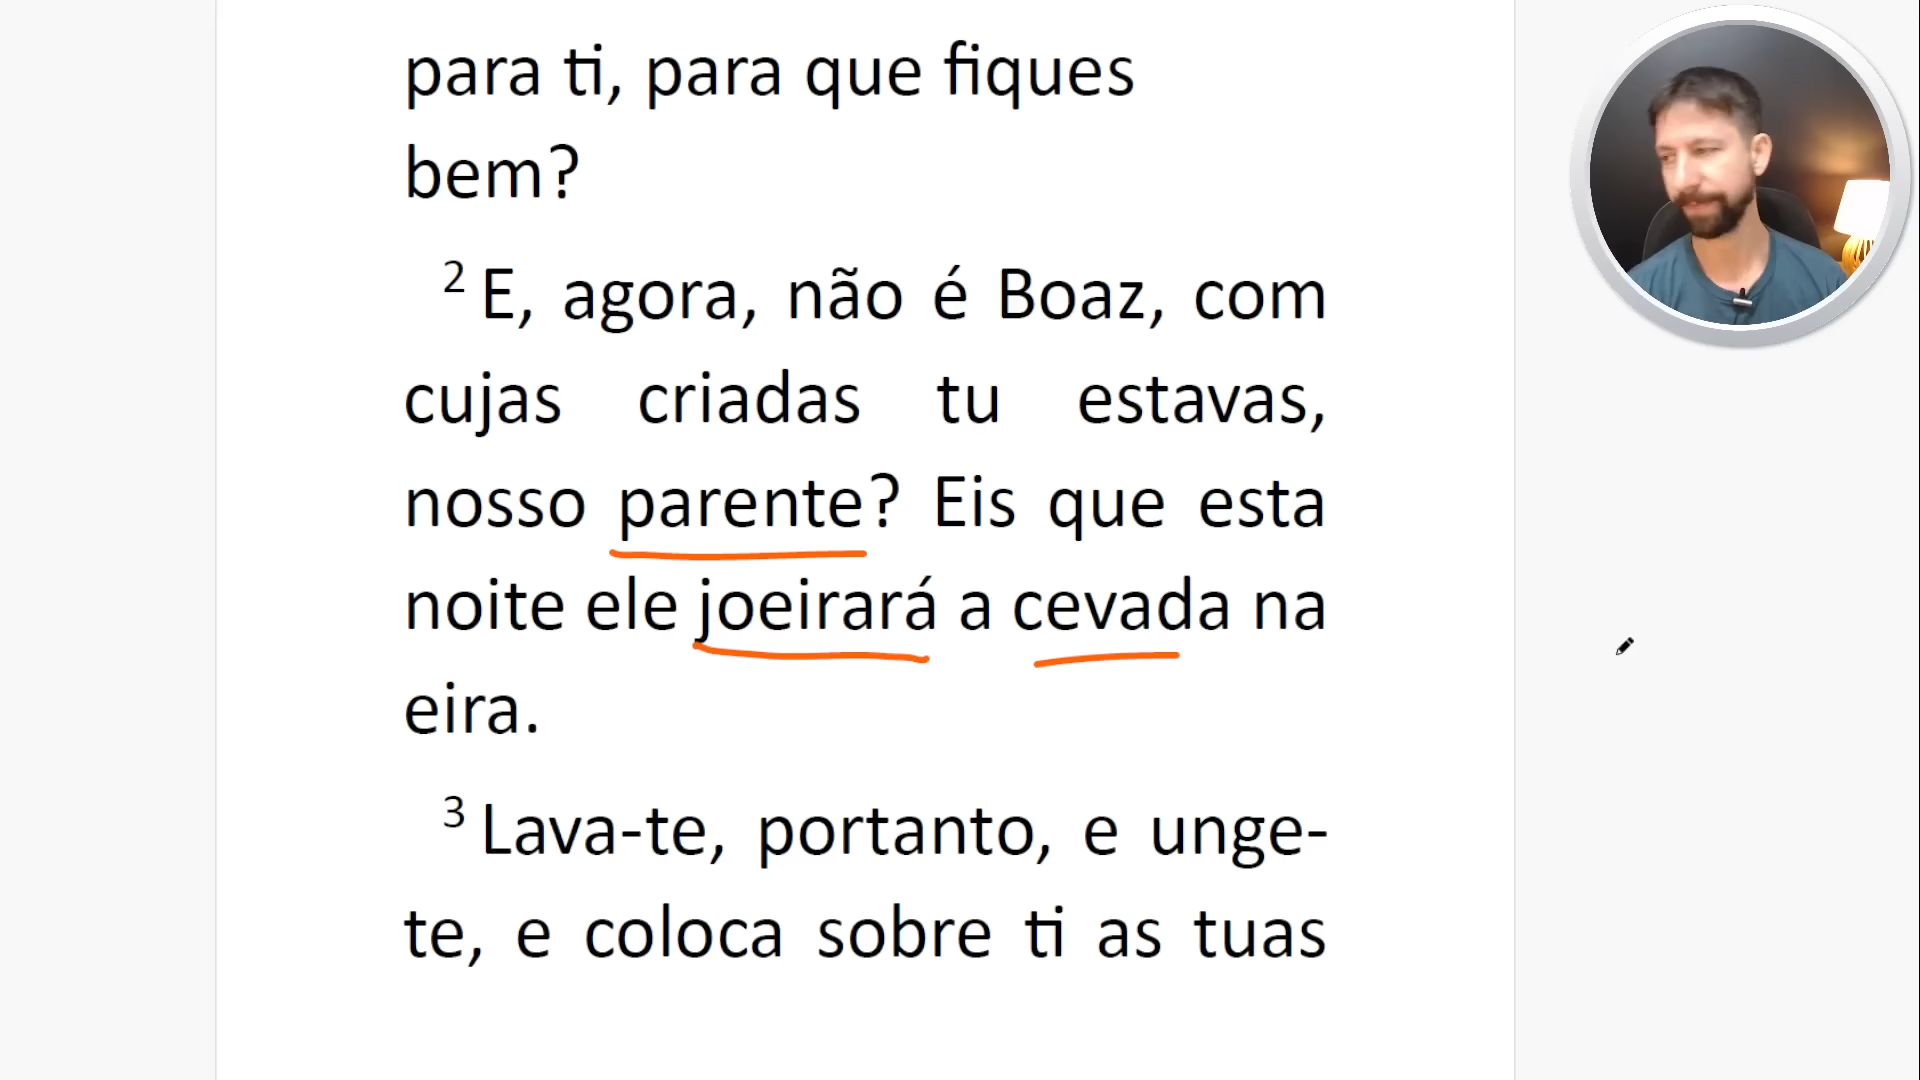 para ti, para que fiques
bem?
2 E, agora, não é Boaz, com
cujas criadas tu estavas,
nosso parente? Eis que esta
noite ele joeirará a cevada na
eira.
3 Lava-te, portanto, e unge-
te, e coloca sobre ti as tuas